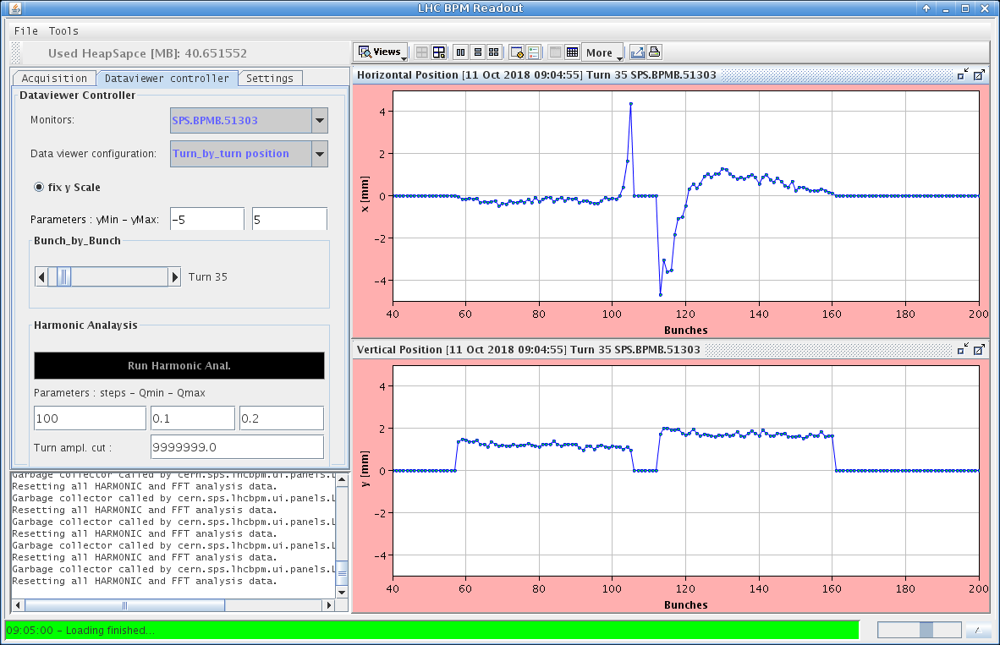 LHC BPM Readout
File Tools
Used HeapSapce [MB]: 40.651552
Views
More
Acquisition
Dataviewer controller
Settings
Dataviewer Controller
Monitors:
SPS.BPMB.51303
Data viewer configuration:
Turn_by_turn position
fix y Scale
Parameters : yMin - yMax:
-5
5
Bunch_by_Bunch
Turn 35
Harmonic Analaysis
Run Harmonic Anal.
Parameters : steps - Qmin - Qmax
100
0.1
0.2
Turn ampl. cut.
9999999.0
Garbage collector called by cern.sps.lhcbpm.ui.panels.L
Resetting all HARMONIC and FFT analysis data.
Garbage collector called by cern.sps.lhcbpm.ui.panels.L
Resetting all HARMONIC and FFT analysis data.
Garbage collector called by cern.sps.lhcbpm.ui.panels.L
Resetting all HARMONIC and FFT analysis data.
Garbage collector called by cern.sps.lhcbpm.ui.panels.L
Resetting all HARMONIC and FFT analysis data.
Garbage collector called by cern.sps.lhcbpm.ui.panels.L
Resetting all HARMONIC and FFT analysis data.
Horizontal Position [11 Oct 2018 09:04:55] Turn 35 SPS.BPMB.51303
4
2
0
-2
-4
x [mm]
40 60 80 100 120 140 160 180 200
Bunches
Vertical Position [11 Oct 2018 09:04:55] Turn 35 SPS.BPMB.51303
4
2
0
-2
-4
y [mm]
40 60 80 100 120 140 160 180 200
Bunches
09:05:00 - Loading finished...